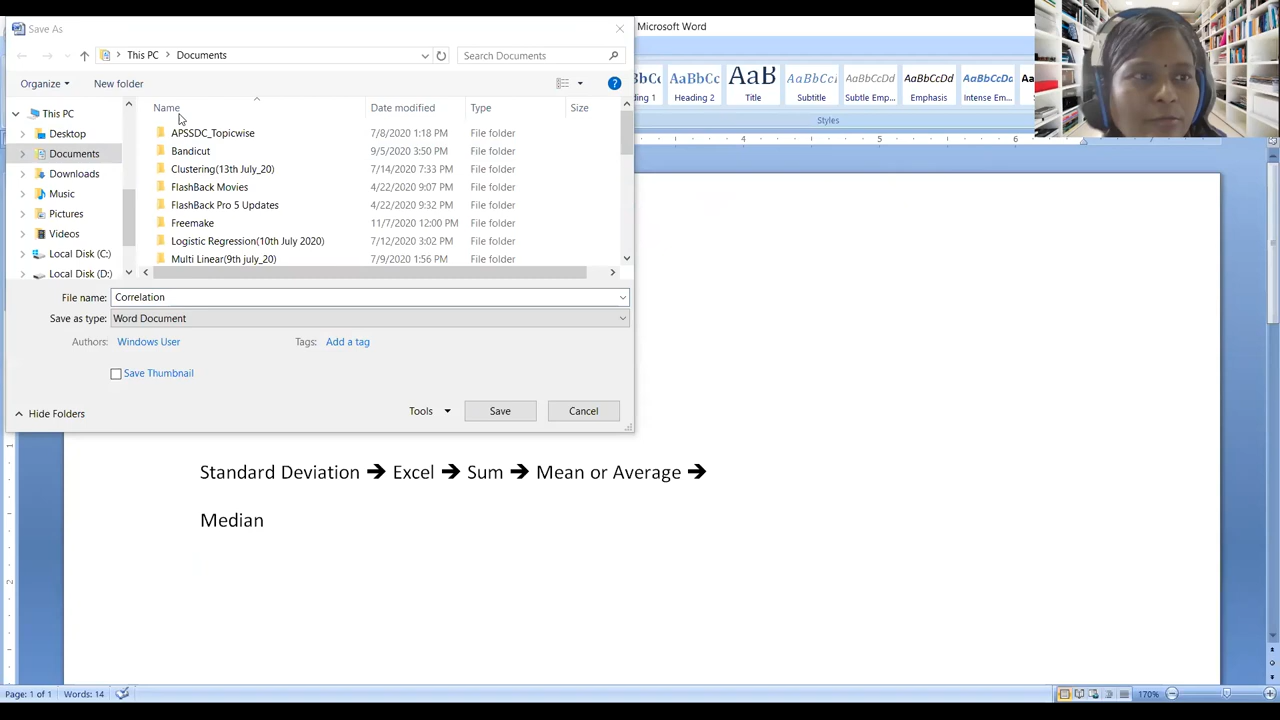 Save As
Microsoft Word
This PC
Documents
Search Documents
Organize
New folder
Name
Date modified
Type
Size
This PC
Desktop
Documents
Downloads
Music
Pictures
Videos
Local Disk (C:)
Local Disk (D:)
APSSDC_Topicwise 7/8/2020 1:18 PM File folder
Bandicut 9/5/2020 3:50 PM File folder
Clustering(13th July_20) 7/14/2020 7:33 PM File folder
FlashBack Movies 4/22/2020 9:07 PM File folder
FlashBack Pro 5 Updates 4/22/2020 9:32 PM File folder
Freemake 11/7/2020 12:00 PM File folder
Logistic Regression(10th July 2020) 7/12/2020 3:02 PM File folder
Multi Linear(9th july_20) 7/9/2020 1:56 PM File folder
File name: Correlation
Save as type: Word Document
Authors: Windows User
Tags: Add a tag
Save Thumbnail
Hide Folders
Tools
Save
Cancel
AaBbCc AaB AaBbCcI AaBbCcDd AaBbCcDd AaBbCcDd
Heading 2 Title Subtitle Subtle Emp... Emphasis Intense Em...
Styles
6
7
1
2
Standard Deviation ➔ Excel ➔ Sum ➔ Mean or Average ➔
Median
Page: 1 of 1
Words: 14
170%